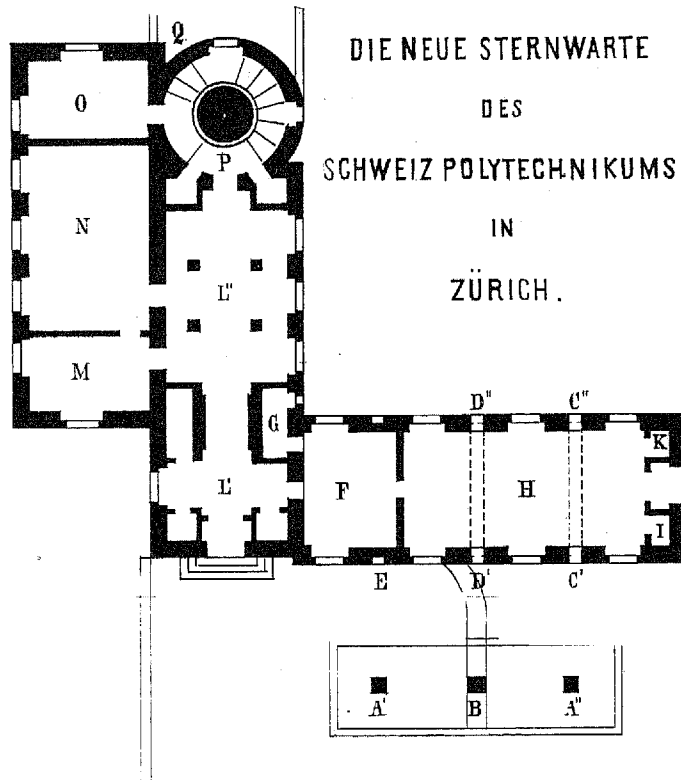 Q
DIE NEUE STERNWARTE
DES
SCHWEIZ POLYTECHNIKUMS
IN
ZÜRICH.
O
P
N
L"
M
D" C"
G K
L' F H I
E D' C'
A' B A"